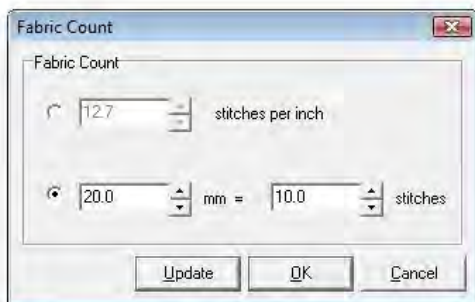 Fabric Count
Fabric Count
12.7 stitches per inch
20.0 mm = 10.0 stitches
Update OK Cancel